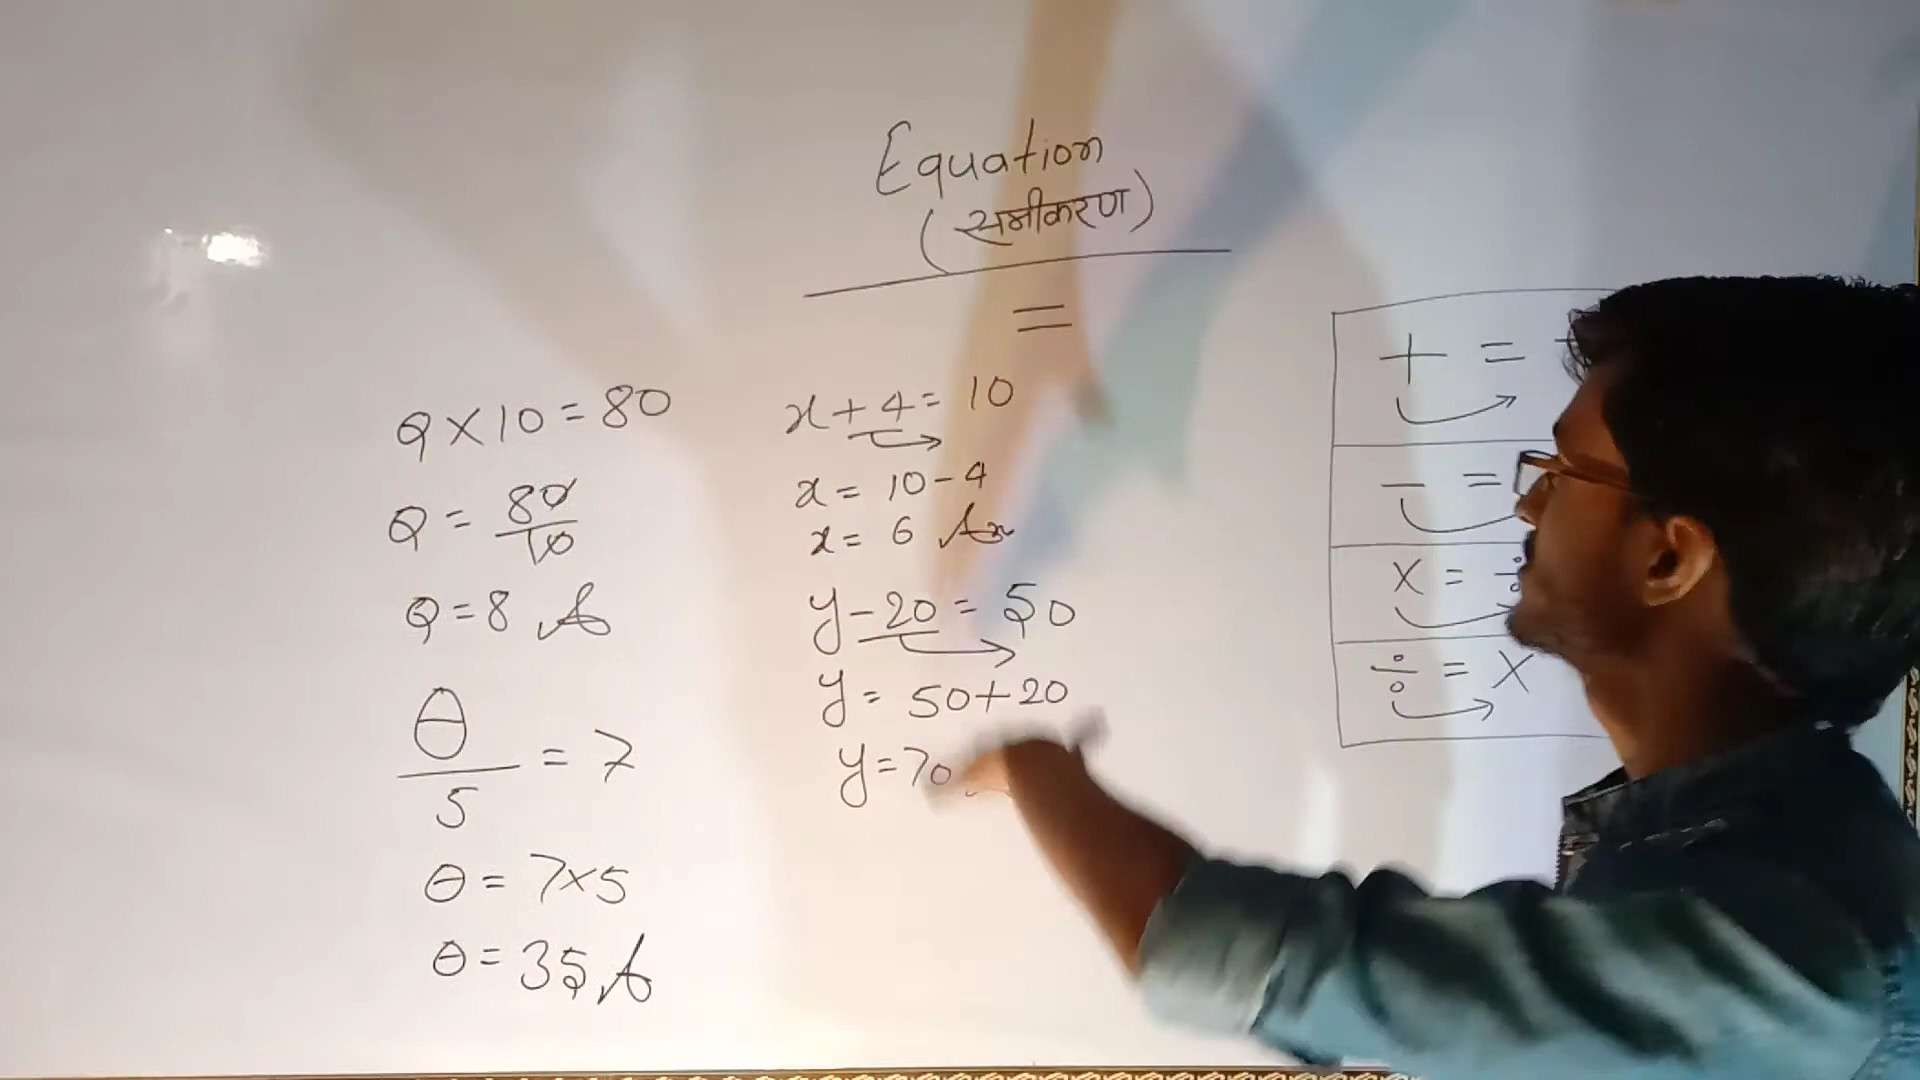 Equation
(समीकरण)
=
Q × 10 = 80
Q = 80/10
Q = 8 A
θ/5 = 7
θ = 7×5
θ = 35 A
x + 4 = 10
x = 10 - 4
x = 6 An
y - 20 = 50
y = 50 + 20
y = 70
+ =
- =
× = ÷
÷ = ×